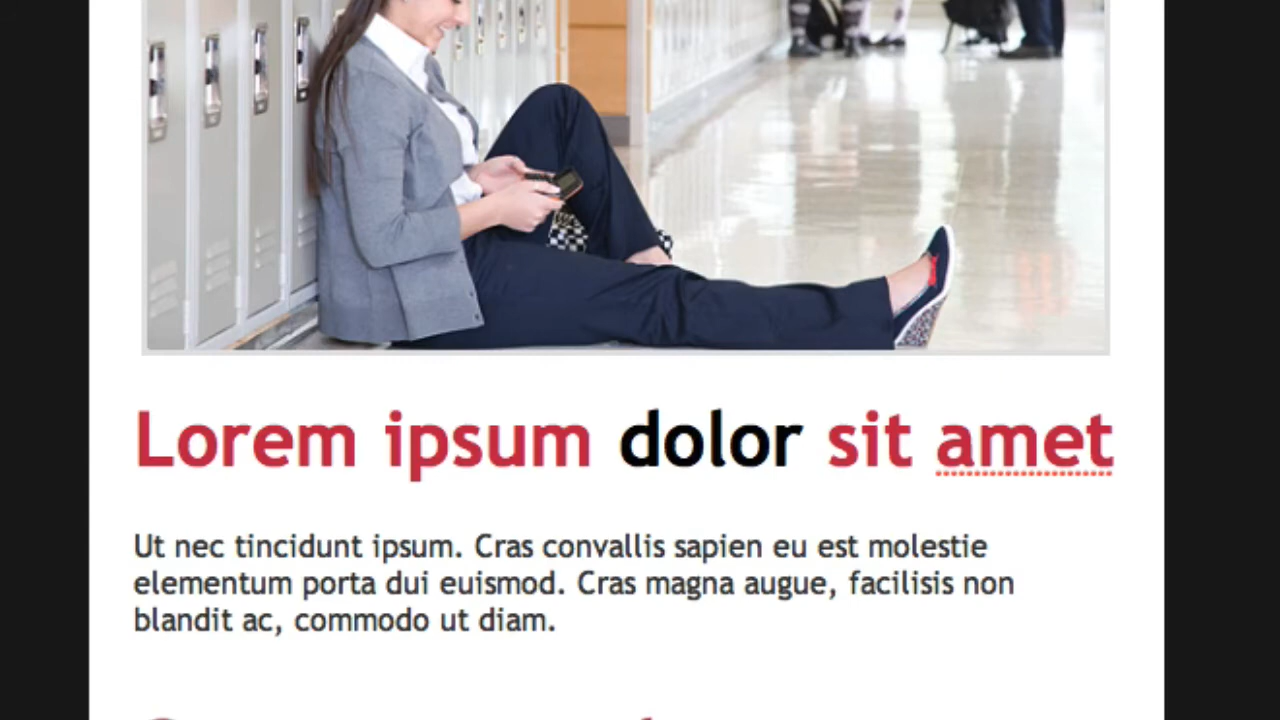 Lorem ipsum dolor sit amet
Ut nec tincidunt ipsum. Cras convallis sapien eu est molestie
elementum porta dui euismod. Cras magna augue, facilisis non
blandit ac, commodo ut diam.